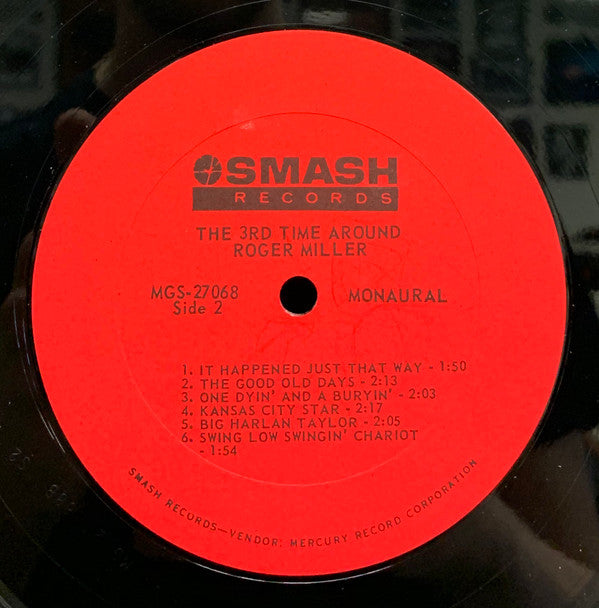 SMASH
RECORDS
THE 3RD TIME AROUND
ROGER MILLER
MGS-27068
Side 2
MONAURAL
1. IT HAPPENED JUST THAT WAY - 1:50
2. THE GOOD OLD DAYS - 2:13
3. ONE DYIN' AND A BURYIN' - 2:03
4. KANSAS CITY STAR - 2:17
5. BIG HARLAN TAYLOR - 2:05
6. SWING LOW SWINGIN' CHARIOT
- 1:54
SMASH RECORDS—VENDOR: MERCURY RECORD CORPORATION